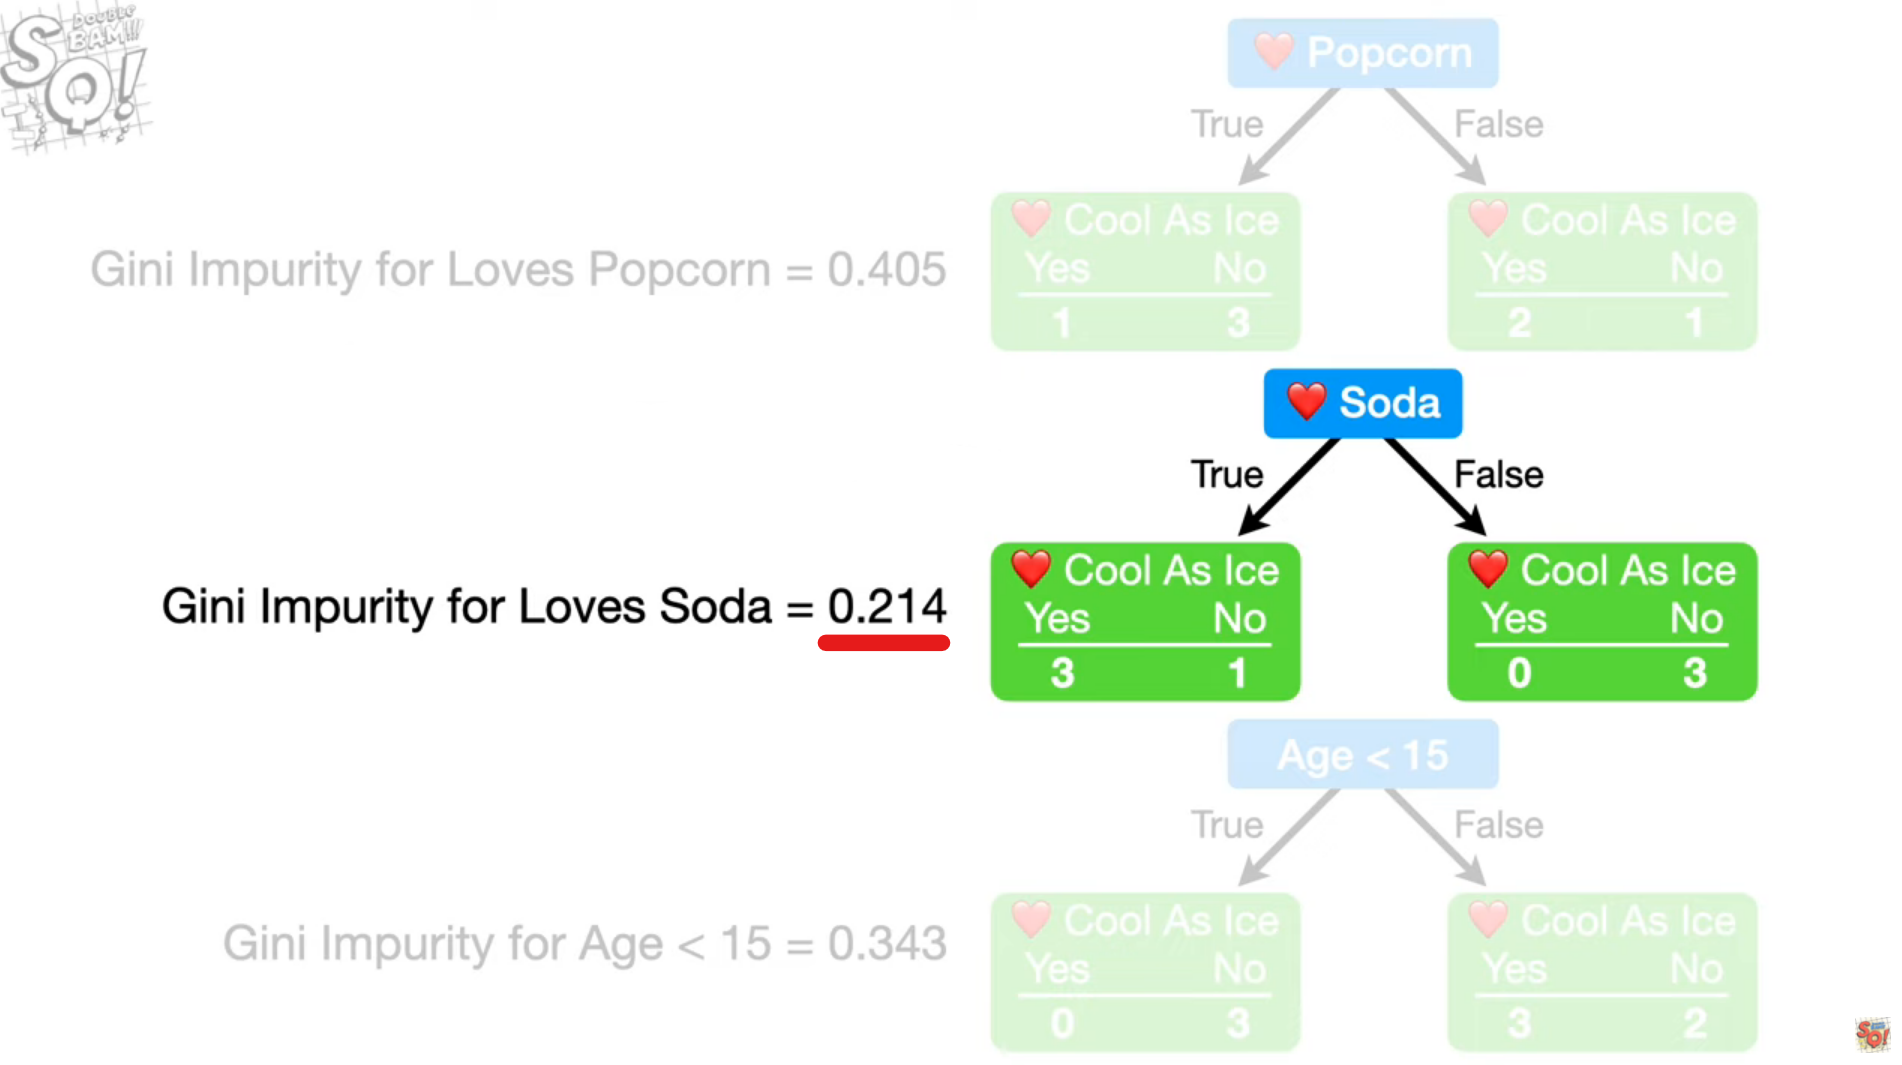 DOUBLE
BAM!!!
SQ!
❤️ Popcorn
True
False
Gini Impurity for Loves Popcorn = 0.405
❤️ Cool As Ice
Yes No
1 3
❤️ Cool As Ice
Yes No
2 1
❤️ Soda
True
False
Gini Impurity for Loves Soda = 0.214
❤️ Cool As Ice
Yes No
3 1
❤️ Cool As Ice
Yes No
0 3
Age < 15
True
False
Gini Impurity for Age < 15 = 0.343
❤️ Cool As Ice
Yes No
0 3
❤️ Cool As Ice
Yes No
3 2
SQ!